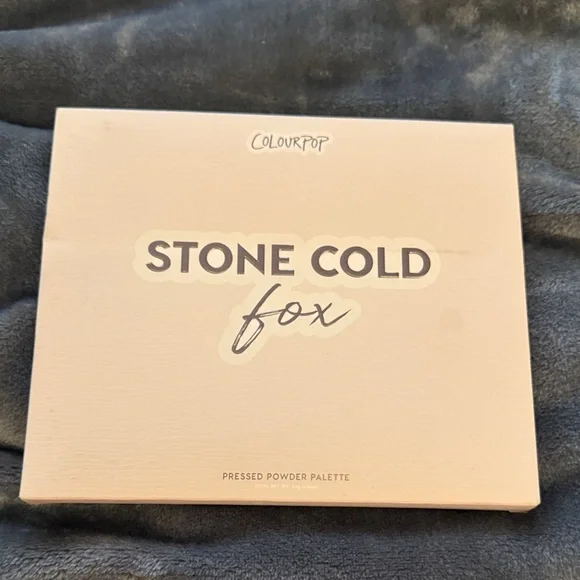 COLOURPOP
STONE COLD
fox
PRESSED POWDER PALETTE